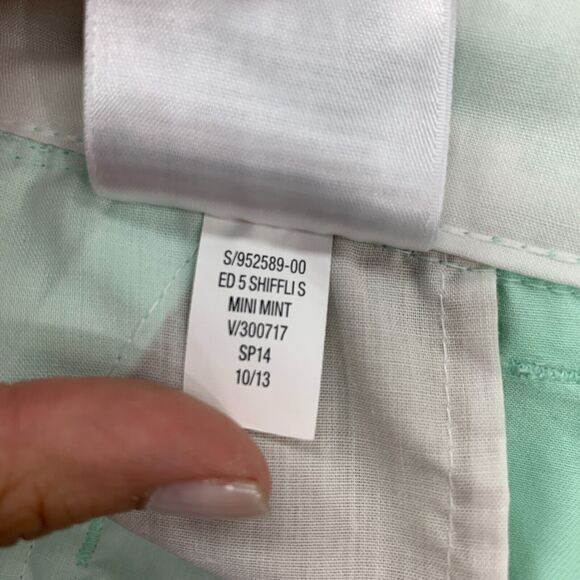 S/952589-00
ED 5 SHIFFLI S
MINI MINT
V/300717
SP14
10/13